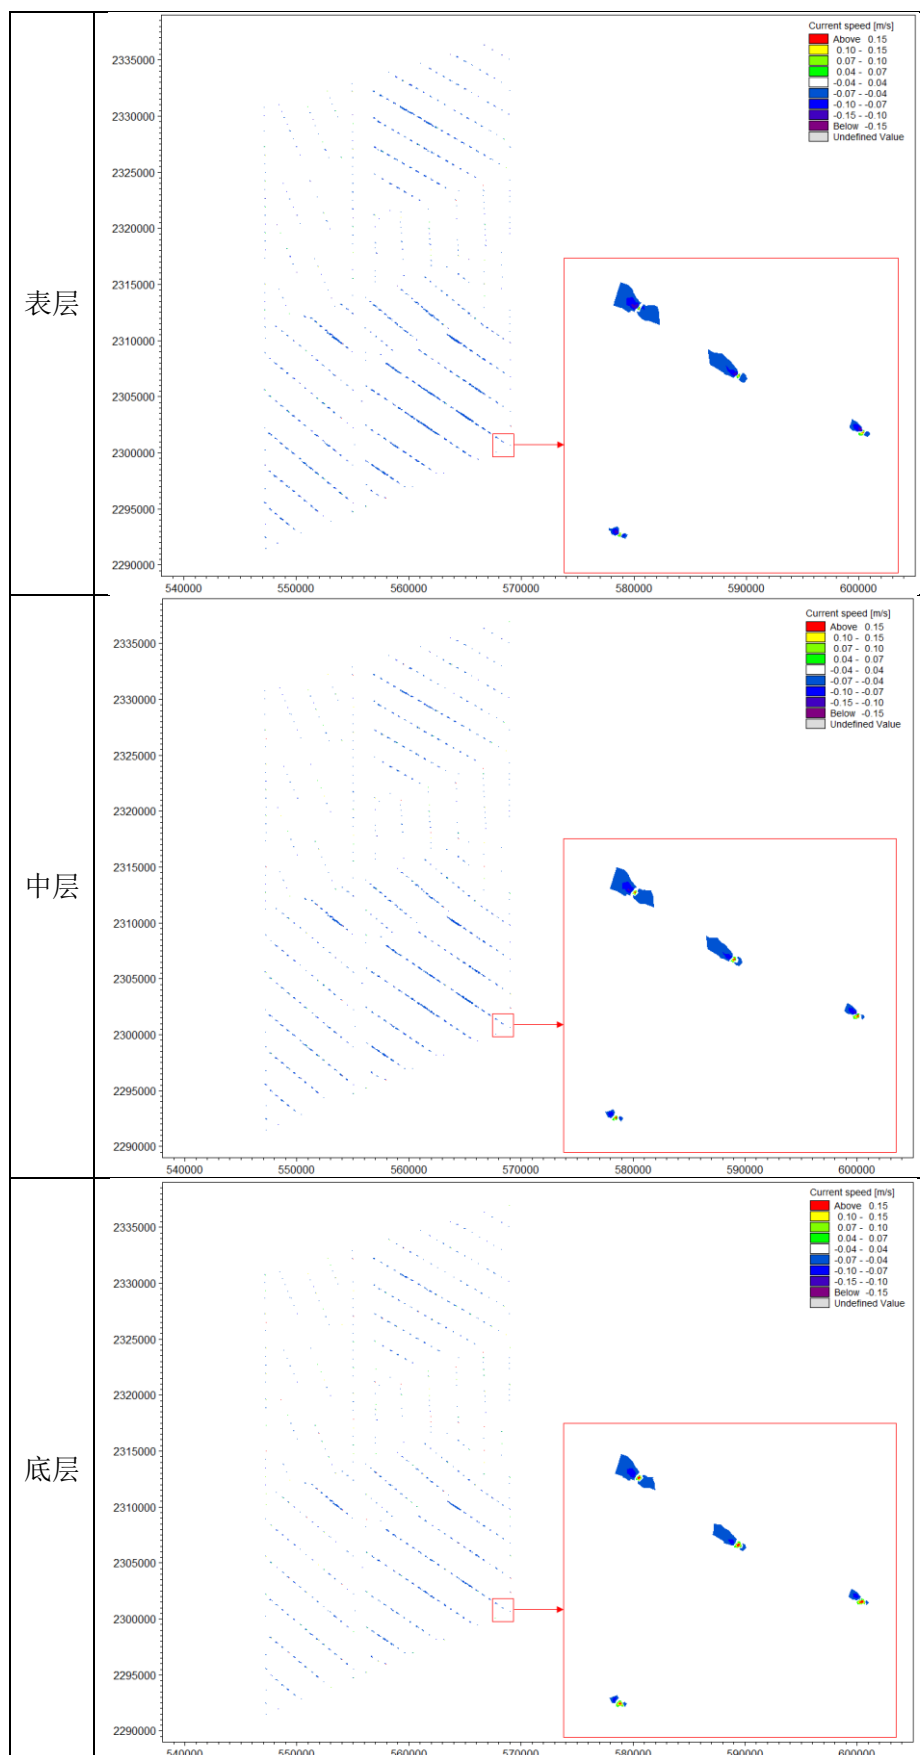 表层
Current speed [m/s]
Above 0.15
0.10 - 0.15
0.07 - 0.10
0.04 - 0.07
-0.04 - 0.04
-0.07 - -0.04
-0.10 - -0.07
-0.15 - -0.10
Below -0.15
Undefined Value
2335000
2330000
2325000
2320000
2315000
2310000
2305000
2300000
2295000
2290000
540000 550000 560000 570000 580000 590000 600000
中层
Current speed [m/s]
Above 0.15
0.10 - 0.15
0.07 - 0.10
0.04 - 0.07
-0.04 - 0.04
-0.07 - -0.04
-0.10 - -0.07
-0.15 - -0.10
Below -0.15
Undefined Value
2335000
2330000
2325000
2320000
2315000
2310000
2305000
2300000
2295000
2290000
540000 550000 560000 570000 580000 590000 600000
底层
Current speed [m/s]
Above 0.15
0.10 - 0.15
0.07 - 0.10
0.04 - 0.07
-0.04 - 0.04
-0.07 - -0.04
-0.10 - -0.07
-0.15 - -0.10
Below -0.15
Undefined Value
2335000
2330000
2325000
2320000
2315000
2310000
2305000
2300000
2295000
2290000
540000 550000 560000 570000 580000 590000 600000